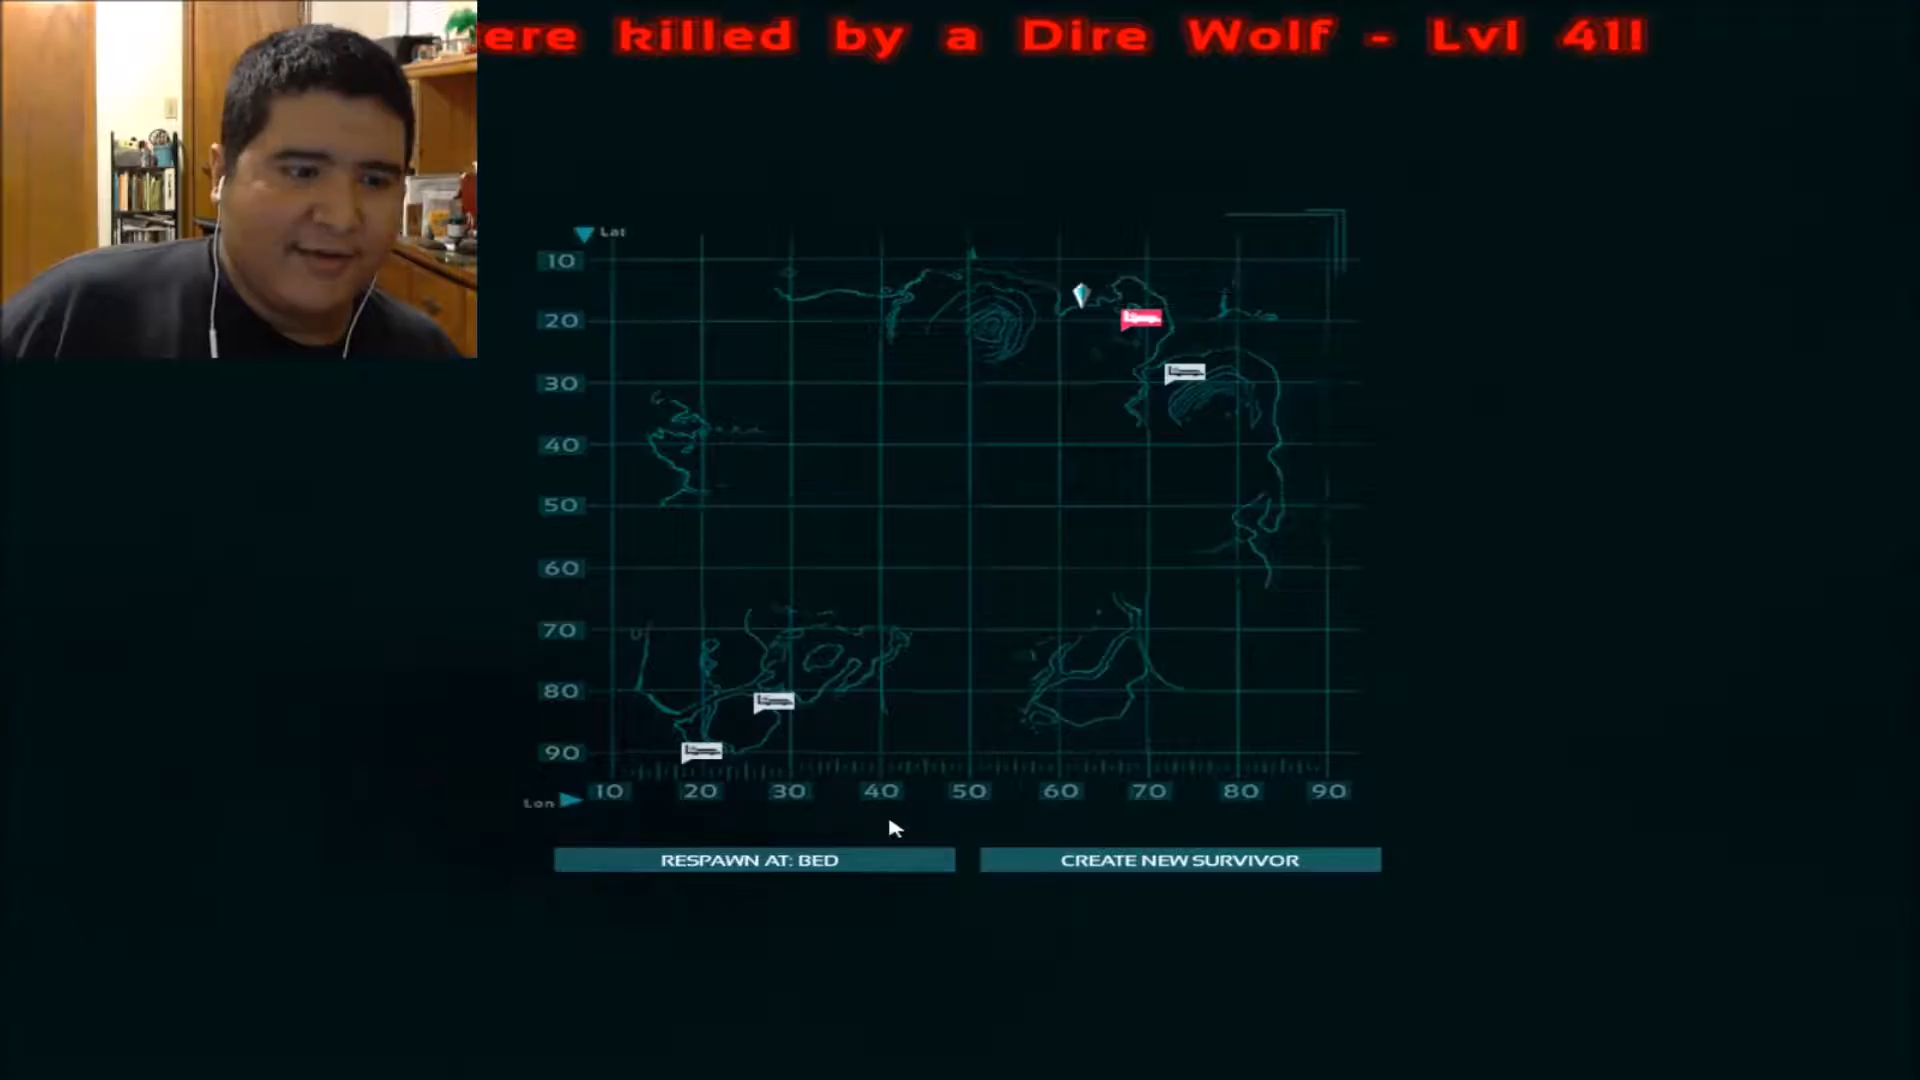 ere killed by a Dire Wolf - Lvl 41!
Lat
10
20
30
40
50
60
70
80
90
Lon
10 20 30 40 50 60 70 80 90
RESPAWN AT: BED
CREATE NEW SURVIVOR